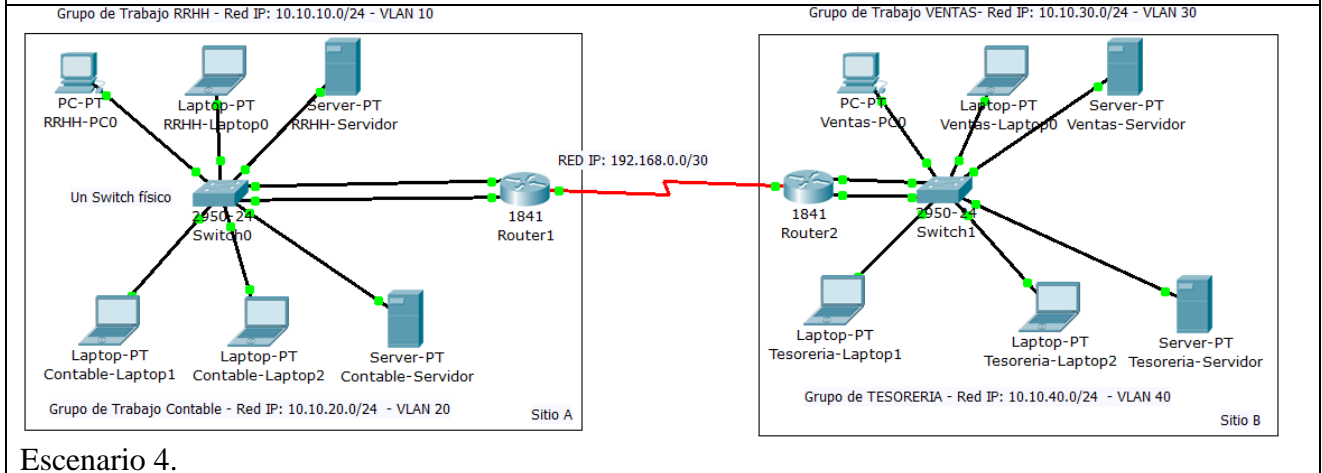 Grupo de Trabajo RRHH - Red IP: 10.10.10.0/24 - VLAN 10
PC-PT
RRHH-PC0
Laptop-PT
RRHH-Laptop0
Server-PT
RRHH-Servidor
Un Switch físico
2950-24
Switch0
1841
Router1
Laptop-PT
Contable-Laptop1
Laptop-PT
Contable-Laptop2
Server-PT
Contable-Servidor
Grupo de Trabajo Contable - Red IP: 10.10.20.0/24 - VLAN 20
Sitio A
RED IP: 192.168.0.0/30
Grupo de Trabajo VENTAS- Red IP: 10.10.30.0/24 - VLAN 30
PC-PT
Ventas-PC0
Laptop-PT
Ventas-Laptop0
Server-PT
Ventas-Servidor
1841
Router2
2950-24
Switch1
Laptop-PT
Tesoreria-Laptop1
Laptop-PT
Tesoreria-Laptop2
Server-PT
Tesoreria-Servidor
Grupo de TESORERIA - Red IP: 10.10.40.0/24 - VLAN 40
Sitio B
Escenario 4.